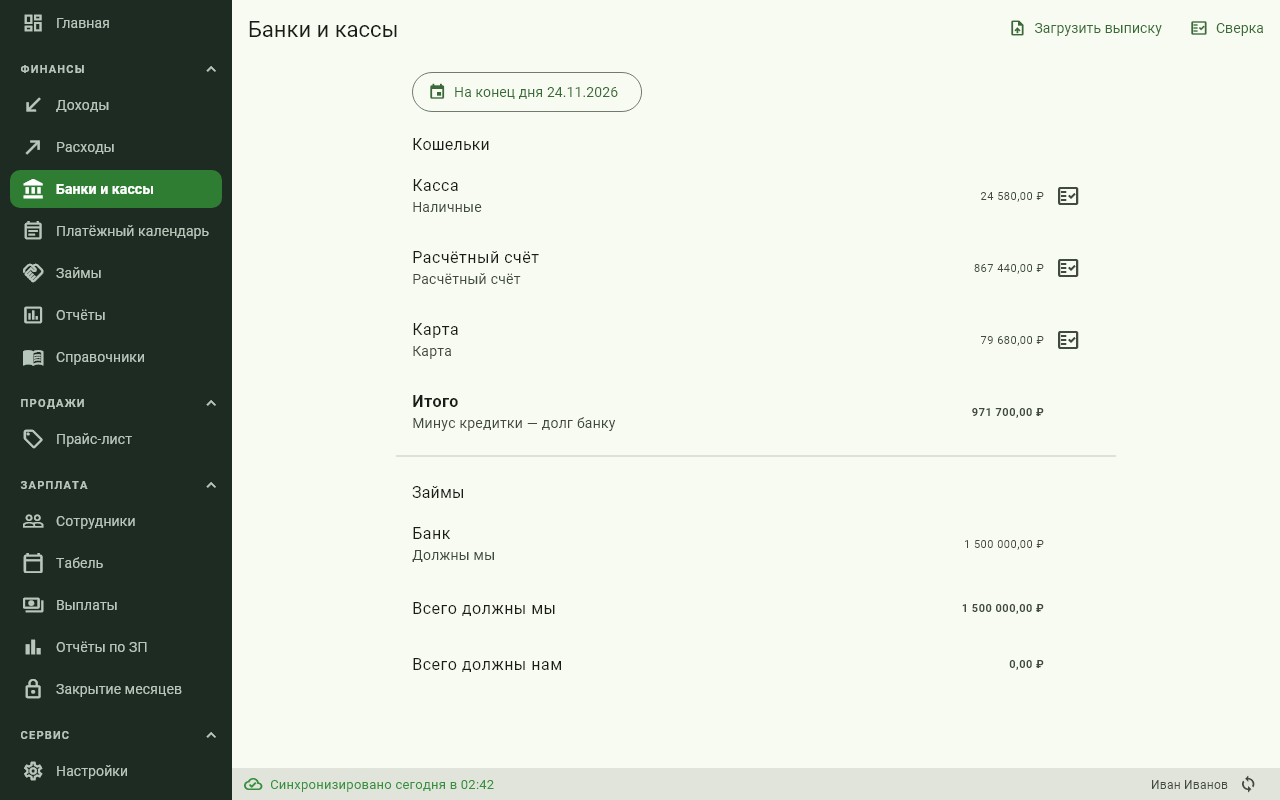 Главная
ФИНАНСЫ
Доходы
Расходы
Банки и кассы
Платёжный календарь
Займы
Отчёты
Справочники
ПРОДАЖИ
Прайс-лист
ЗАРПЛАТА
Сотрудники
Табель
Выплаты
Отчёты по ЗП
Закрытие месяцев
СЕРВИС
Настройки
Банки и кассы
Загрузить выписку
Сверка
На конец дня 24.11.2026
Кошельки
Касса
Наличные
24 580,00 ₽
Расчётный счёт
Расчётный счёт
867 440,00 ₽
Карта
Карта
79 680,00 ₽
Итого
Минус кредитки — долг банку
971 700,00 ₽
Займы
Банк
Должны мы
1 500 000,00 ₽
Всего должны мы
1 500 000,00 ₽
Всего должны нам
0,00 ₽
Синхронизировано сегодня в 02:42
Иван Иванов